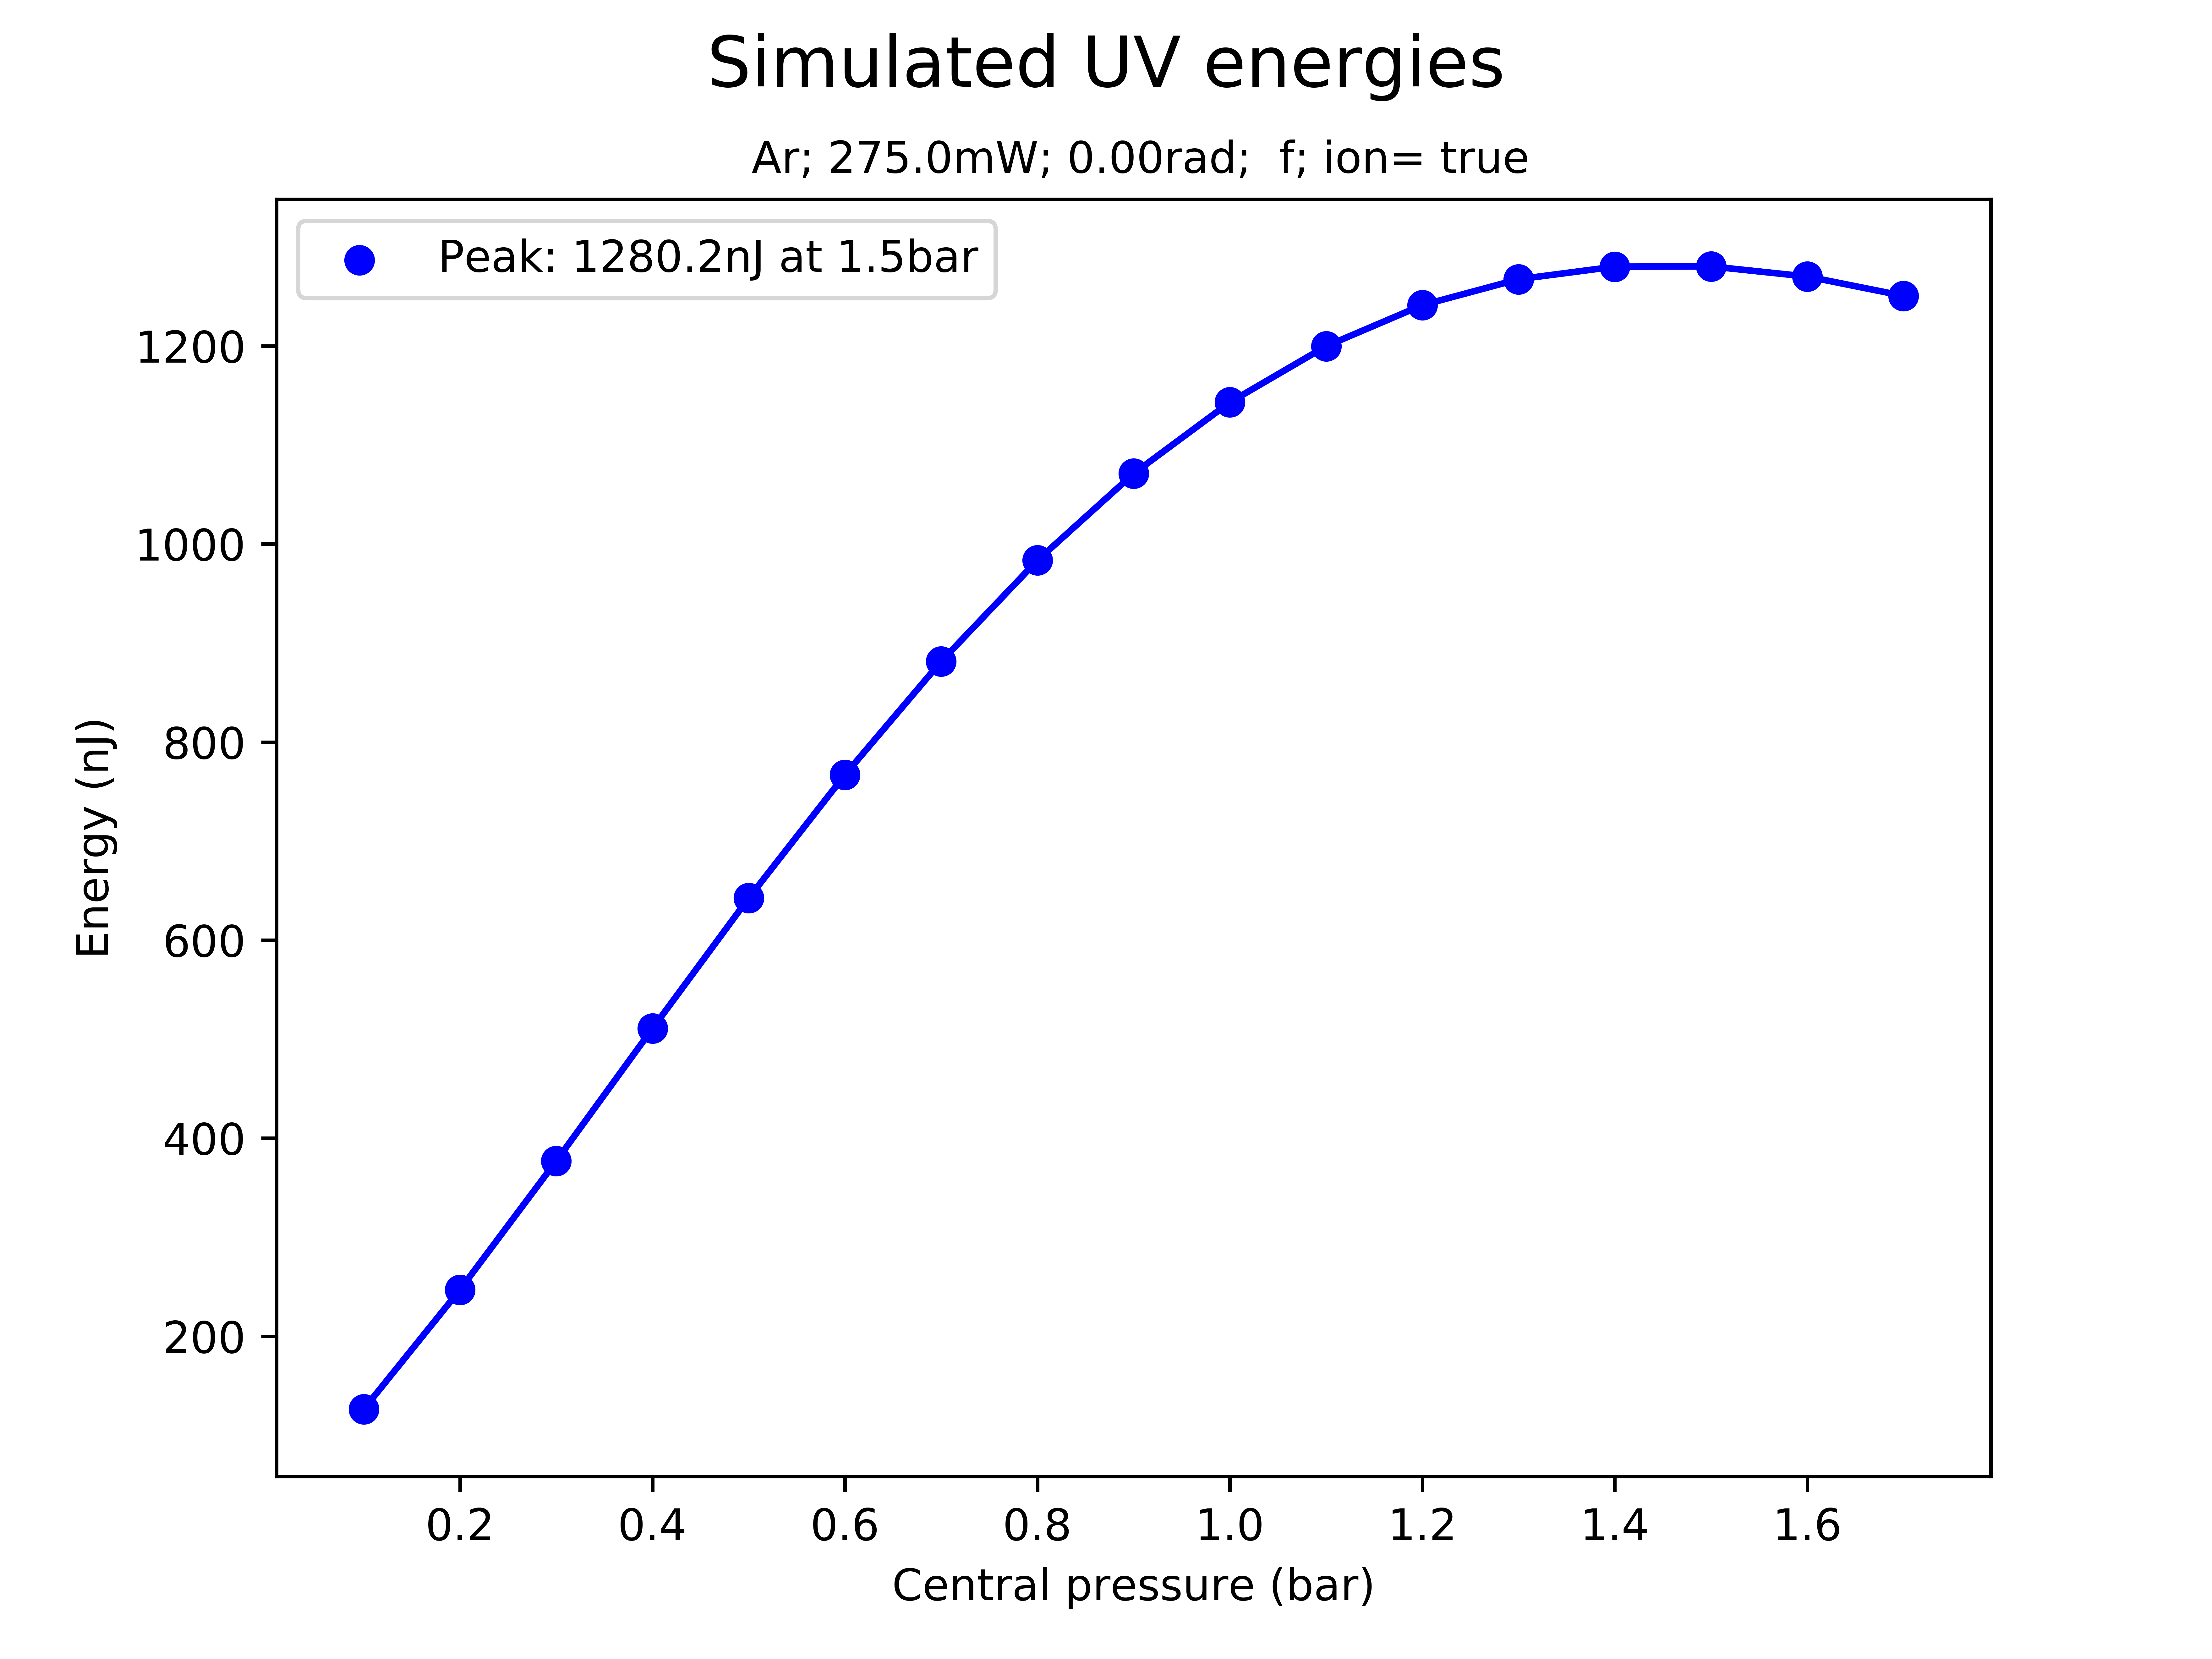 Simulated UV energies
Ar; 275.0mW; 0.00rad;  f; ion= true
Peak: 1280.2nJ at 1.5bar
1200
1000
800
600
400
200
Energy (nJ)
0.2 0.4 0.6 0.8 1.0 1.2 1.4 1.6
Central pressure (bar)